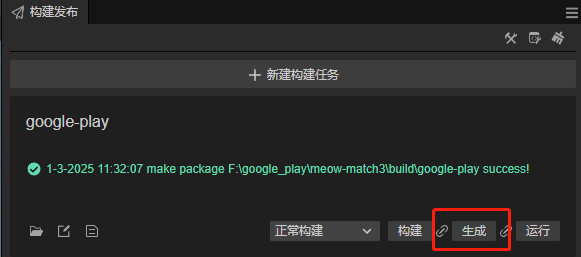 构建发布
新建构建任务
google-play
1-3-2025 11:32:07 make package F:\google_play\meow-match3\build\google-play success!
正常构建 构建 生成 运行